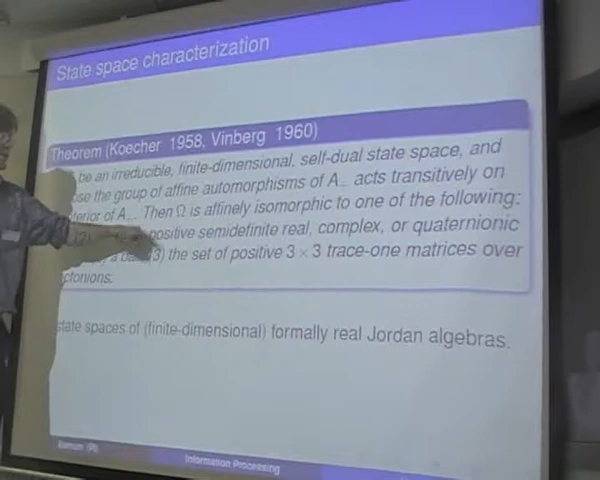 State space characterization
Theorem (Koecher 1958, Vinberg 1960)
be an irreducible, finite-dimensional, self-dual state space, and
the group of affine automorphisms of A₊ acts transitively on
of A₊. Then Ω is affinely isomorphic to one of the following:
positive semidefinite real, complex, or quaternionic
(3) the set of positive 3 × 3 trace-one matrices over
ctonions.
state spaces of (finite-dimensional) formally real Jordan algebras.
Information Processing